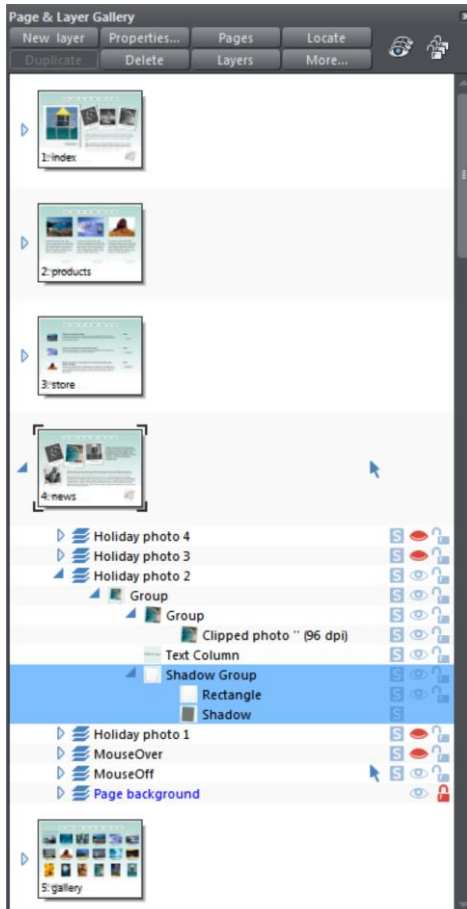 Page & Layer Gallery
New layer Properties... Pages Locate
Duplicate Delete Layers More...
1: index
2: products
3: store
4: news
Holiday photo 4 S
Holiday photo 3 S
Holiday photo 2 S
Group S
Group S
Clipped photo '' (96 dpi) S
Text Column S
Shadow Group S
Rectangle S
Shadow S
Holiday photo 1 S
MouseOver S
MouseOff S
Page background
5: gallery